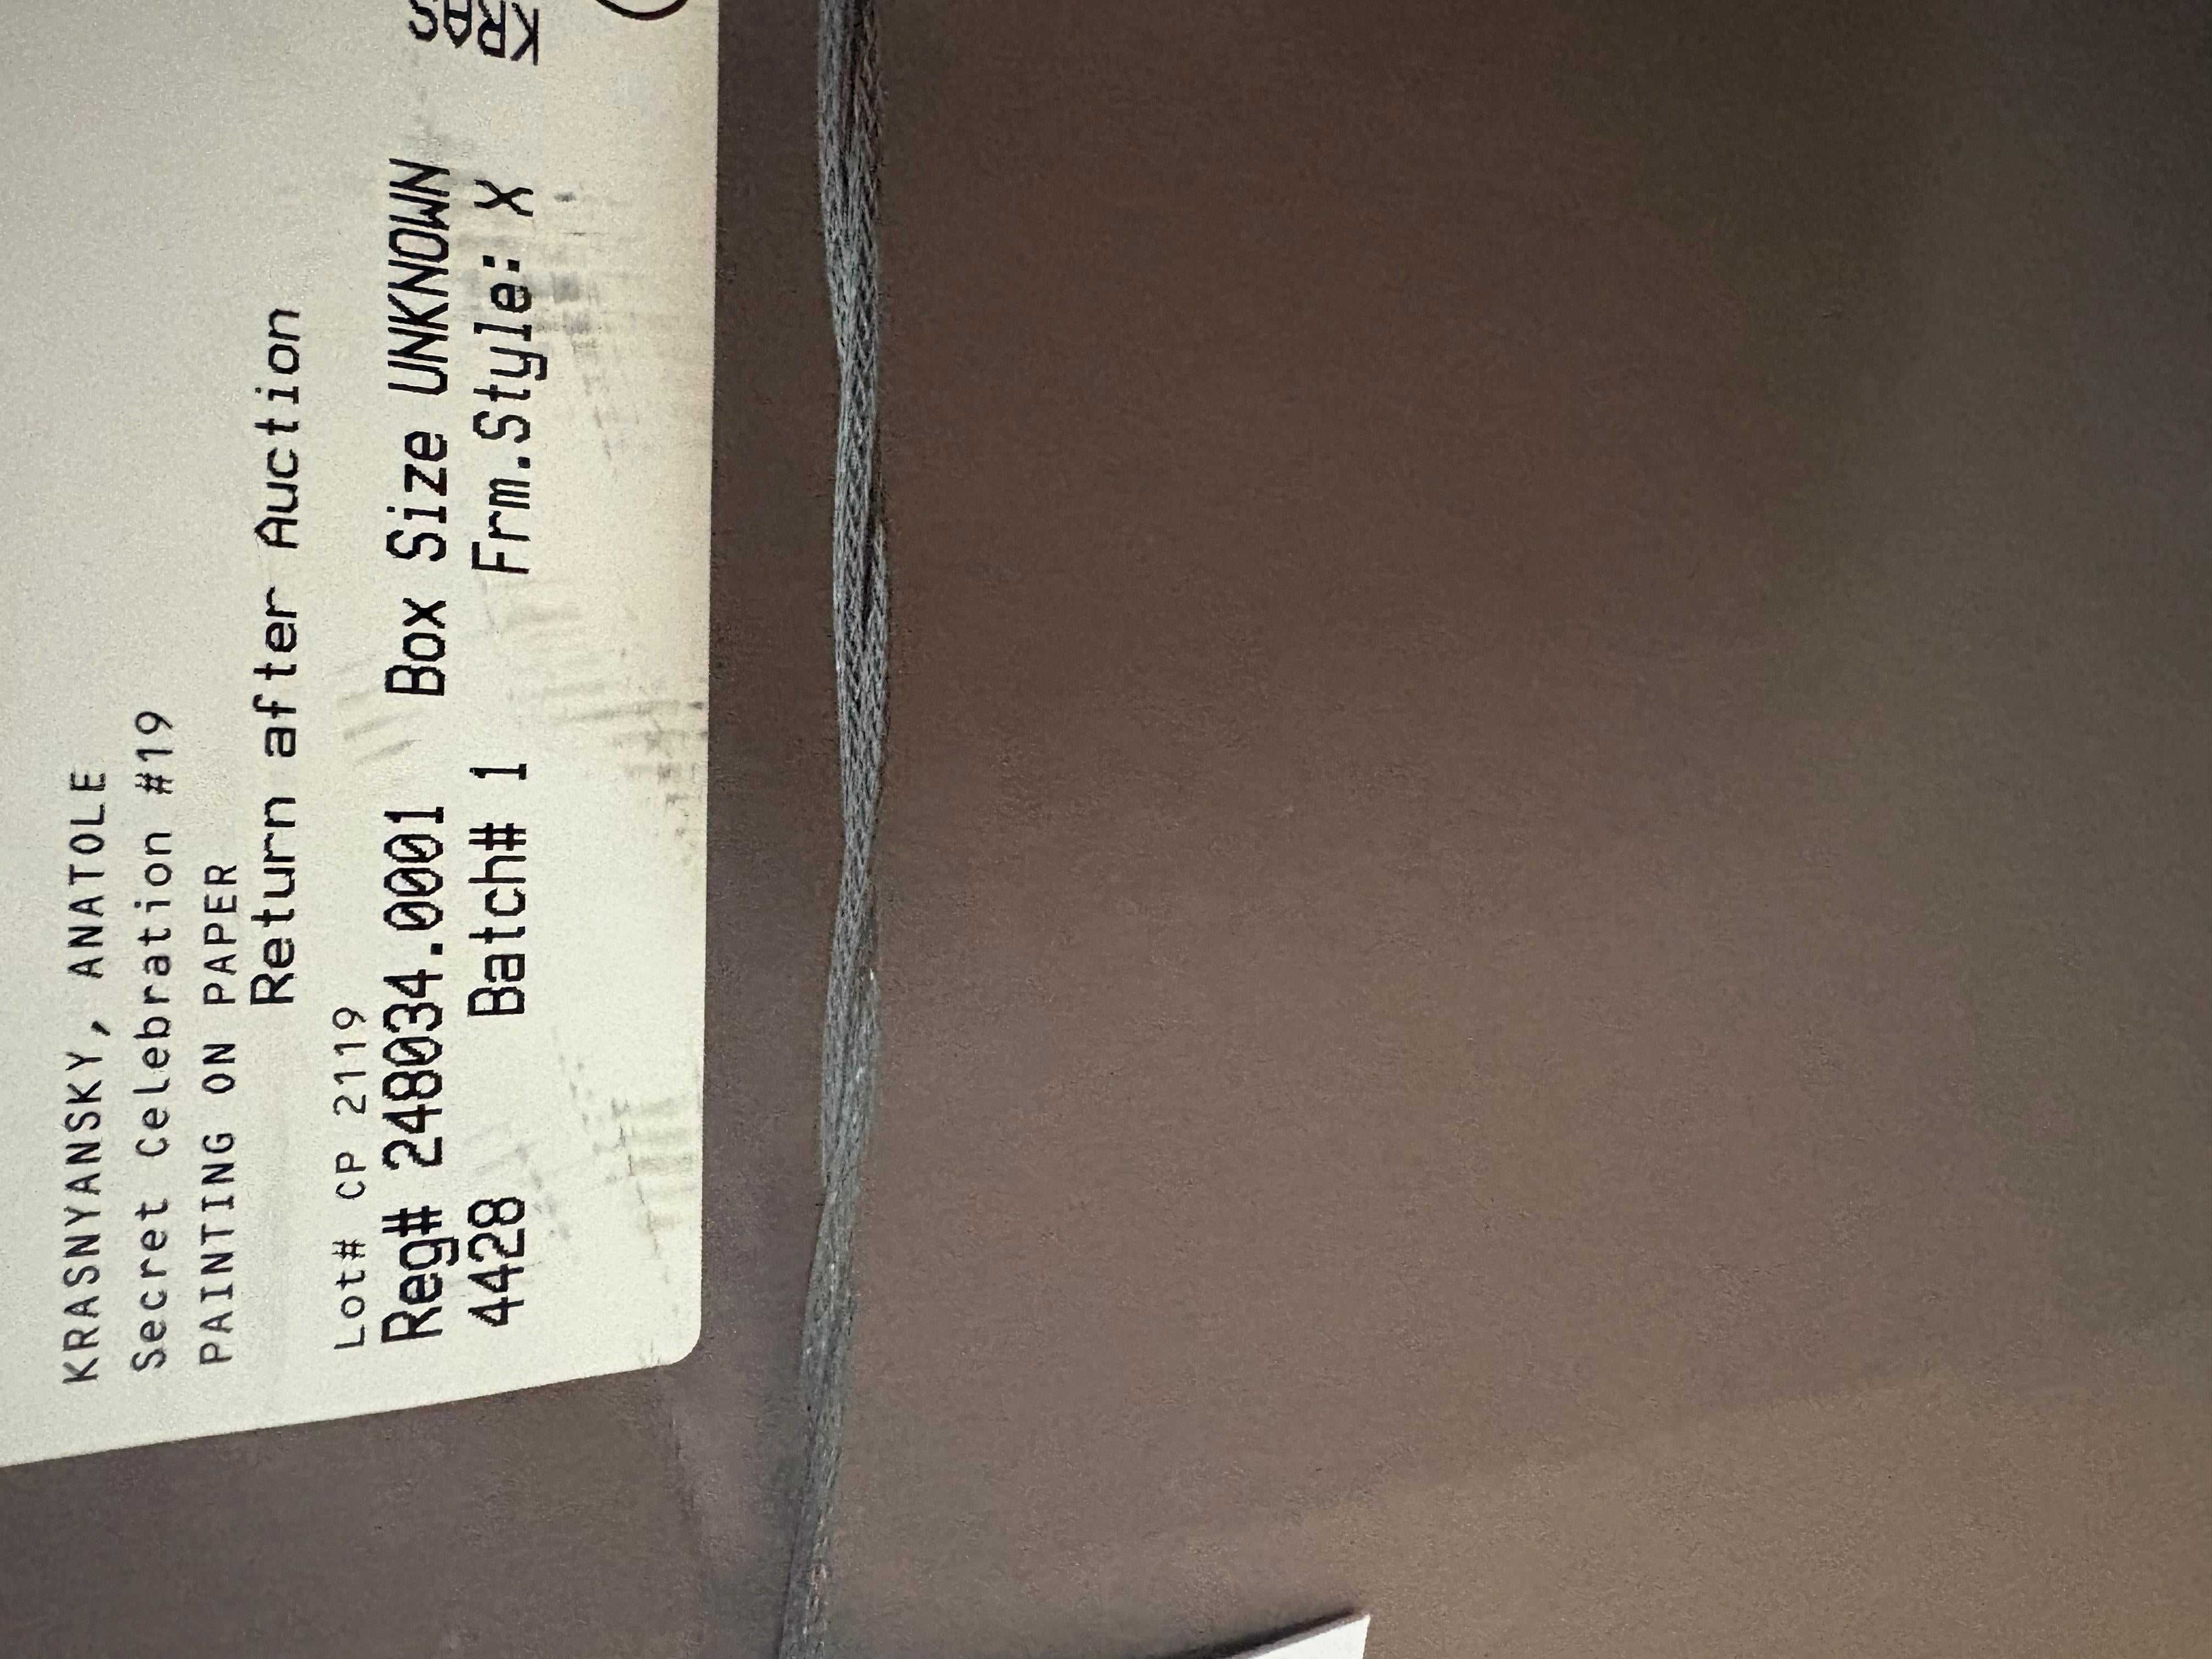 KRASNYANSKY, ANATOLE
Secret Celebration #19
PAINTING ON PAPER
Return after Auction
Lot# CP 2119
Reg# 248034.0001 Box Size UNKNOWN
4428 Batch# 1 Frm.Style: X